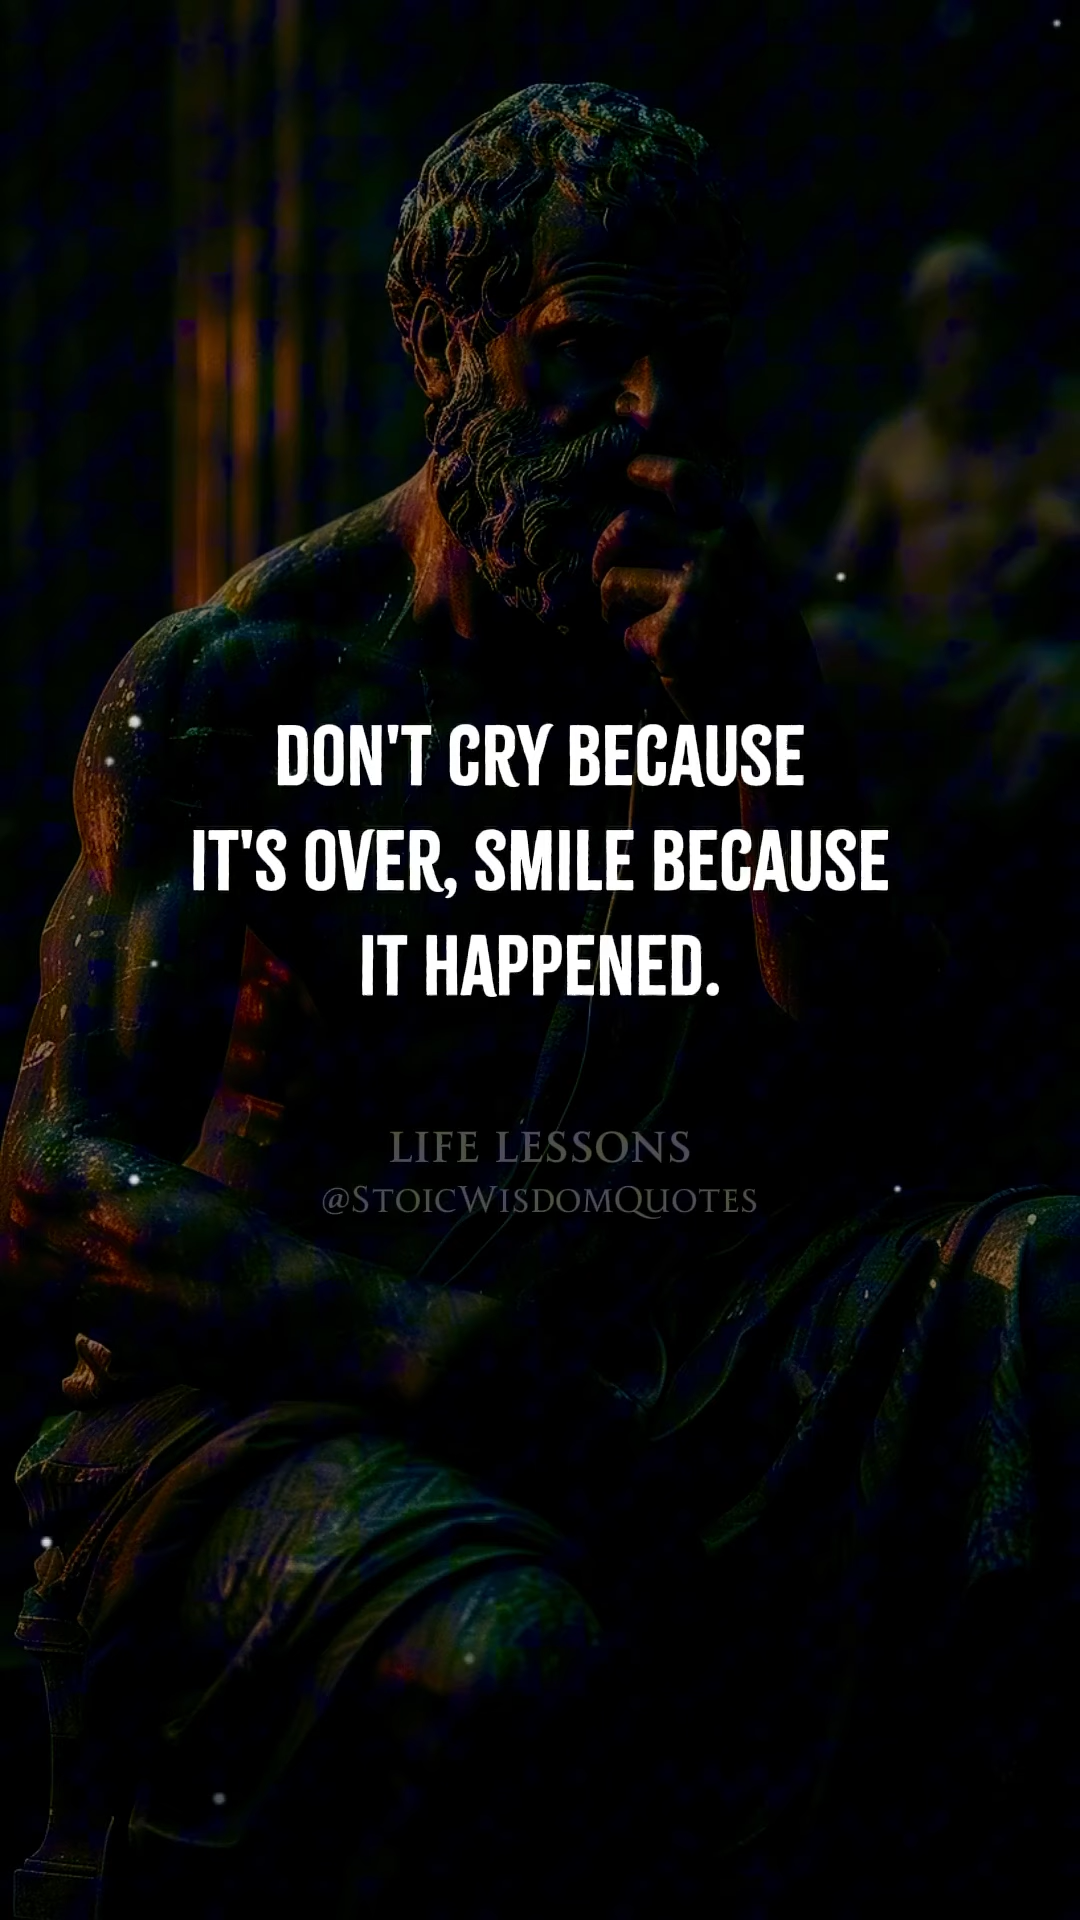 DON'T CRY BECAUSE
IT'S OVER, SMILE BECAUSE
IT HAPPENED.
LIFE LESSONS
@STOICWISDOMQUOTES